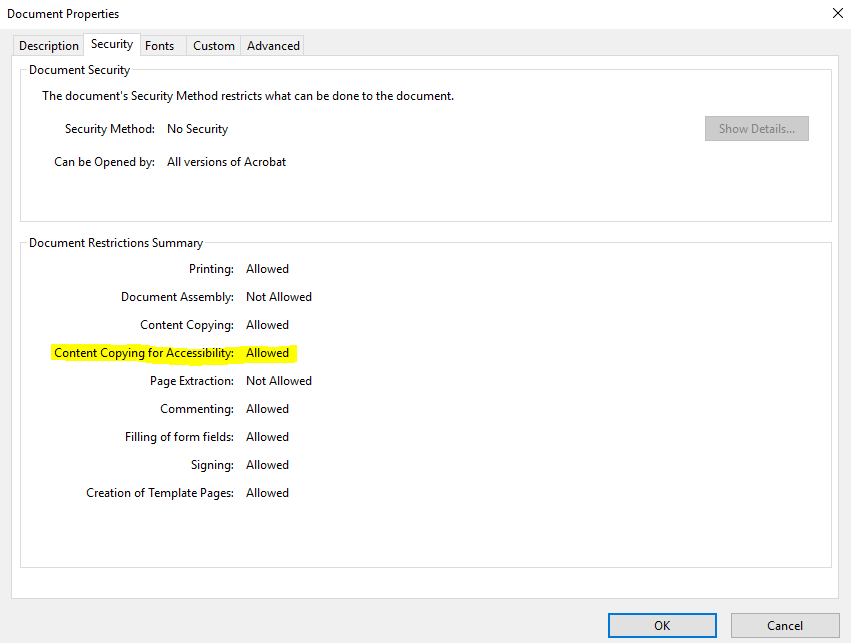 Document Properties
Description Security Fonts Custom Advanced
Document Security
The document's Security Method restricts what can be done to the document.
Security Method: No Security Show Details...
Can be Opened by: All versions of Acrobat
Document Restrictions Summary
Printing: Allowed
Document Assembly: Not Allowed
Content Copying: Allowed
Content Copying for Accessibility: Allowed
Page Extraction: Not Allowed
Commenting: Allowed
Filling of form fields: Allowed
Signing: Allowed
Creation of Template Pages: Allowed
OK Cancel